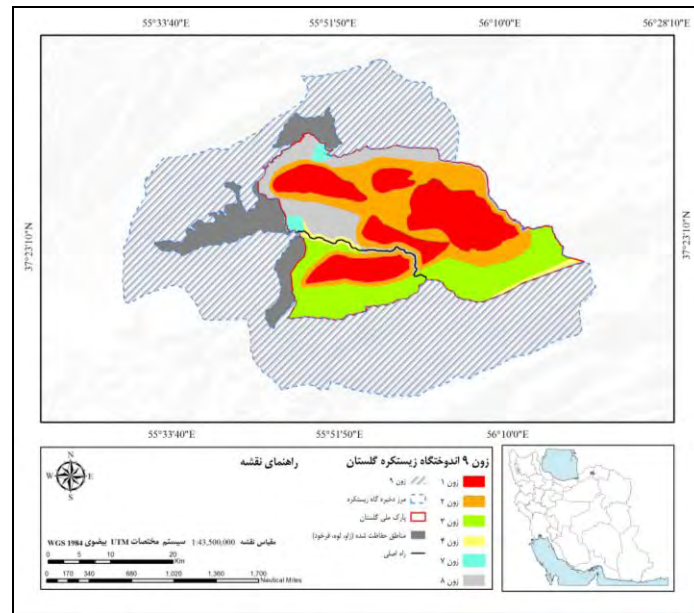 55°33'40"E 55°51'50"E 56°10'0"E 56°28'10"E
37°23'10"N 37°23'10"N
55°33'40"E 55°51'50"E 56°10'0"E
زون ۹ اندوختگاه زیستکره گلستان
راهنمای نقشه
زون ۱
زون ۲
زون ۳
زون ۴
زون ۷
زون ۸
زون ۹
مرز ذخیره گاه زیستکره
پارک ملی گلستان
مناطق حفاظت شده (زاو، لوه، قرخود)
راه اصلی
N
W E
S
مقیاس نقشه 1:43,500,000 سیستم مختصات UTM بیضوی WGS 1984
0 5 10 20
Km
0 170 340 680 1,020 1,360 1,700
Nautical Miles